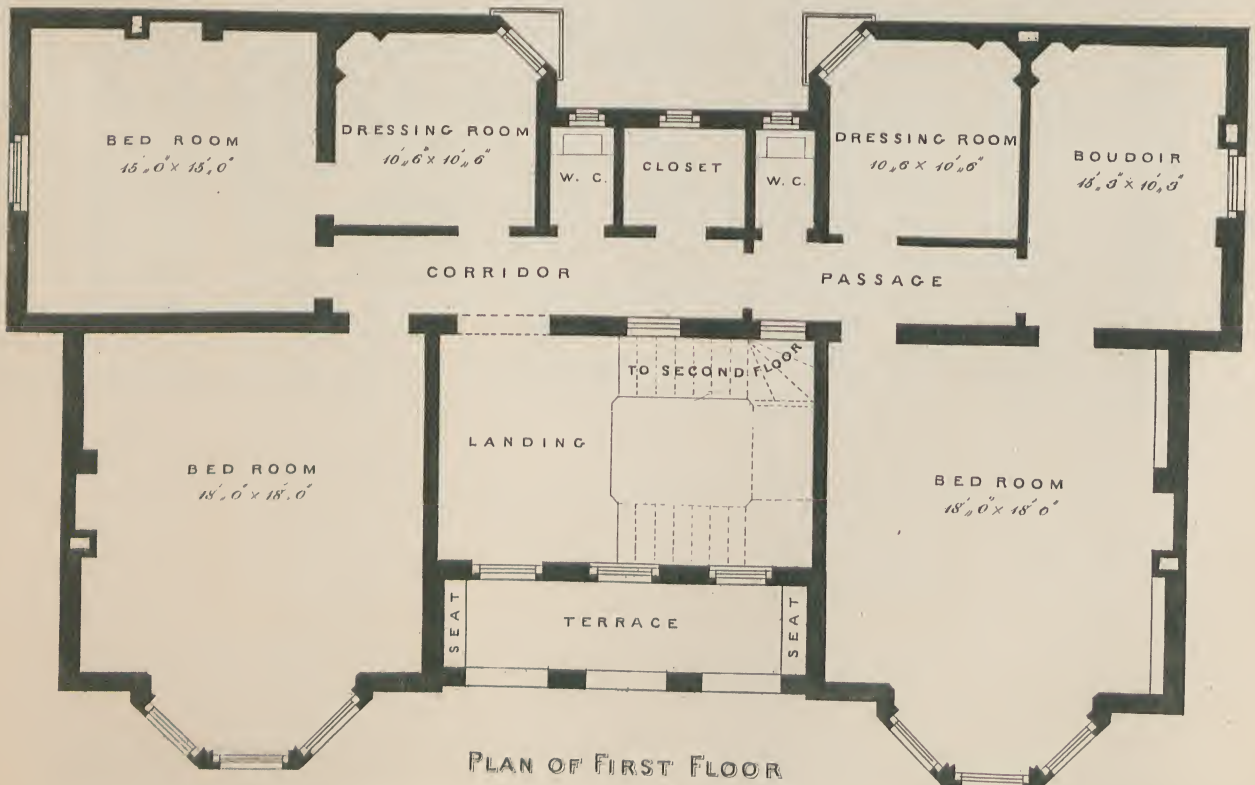 BED ROOM
15'„0" × 15'„0"
DRESSING ROOM
10'„6" × 10'„6"
W. C.
CLOSET
W. C.
DRESSING ROOM
10„6 × 10'„6"
BOUDOIR
15'„3" × 10'„3"
CORRIDOR
PASSAGE
TO SECOND FLOOR
LANDING
BED ROOM
18'„0" × 18'„0"
BED ROOM
18'„0" × 18'0"
SEAT
TERRACE
SEAT
PLAN OF FIRST FLOOR